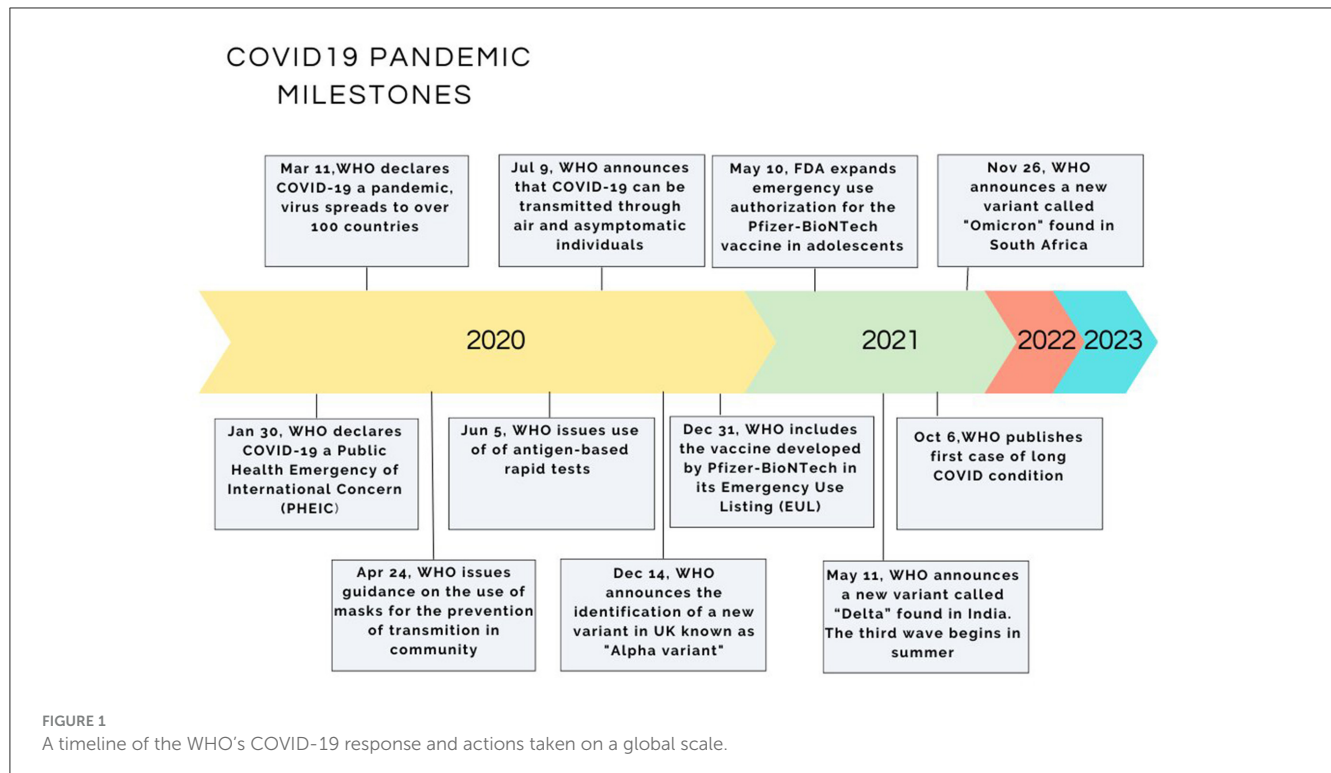 COVID19 PANDEMIC
MILESTONES
Mar 11,WHO declares
COVID-19 a pandemic,
virus spreads to over
100 countries
Jul 9, WHO announces
that COVID-19 can be
transmitted through
air and asymptomatic
individuals
May 10, FDA expands
emergency use
authorization for the
Pfizer-BioNTech
vaccine in adolescents
Nov 26, WHO
announces a new
variant called
"Omicron" found in
South Africa
2020
2021
2022
2023
Jan 30, WHO declares
COVID-19 a Public
Health Emergency of
International Concern
(PHEIC)
Jun 5, WHO issues use
of of antigen-based
rapid tests
Dec 31, WHO includes
the vaccine developed
by Pfizer-BioNTech in
its Emergency Use
Listing (EUL)
Oct 6,WHO publishes
first case of long
COVID condition
Apr 24, WHO issues
guidance on the use of
masks for the prevention
of transmition in
community
Dec 14, WHO
announces the
identification of a new
variant in UK known as
"Alpha variant"
May 11, WHO announces
a new variant called
“Delta” found in India.
The third wave begins in
summer
FIGURE 1
A timeline of the WHO's COVID-19 response and actions taken on a global scale.